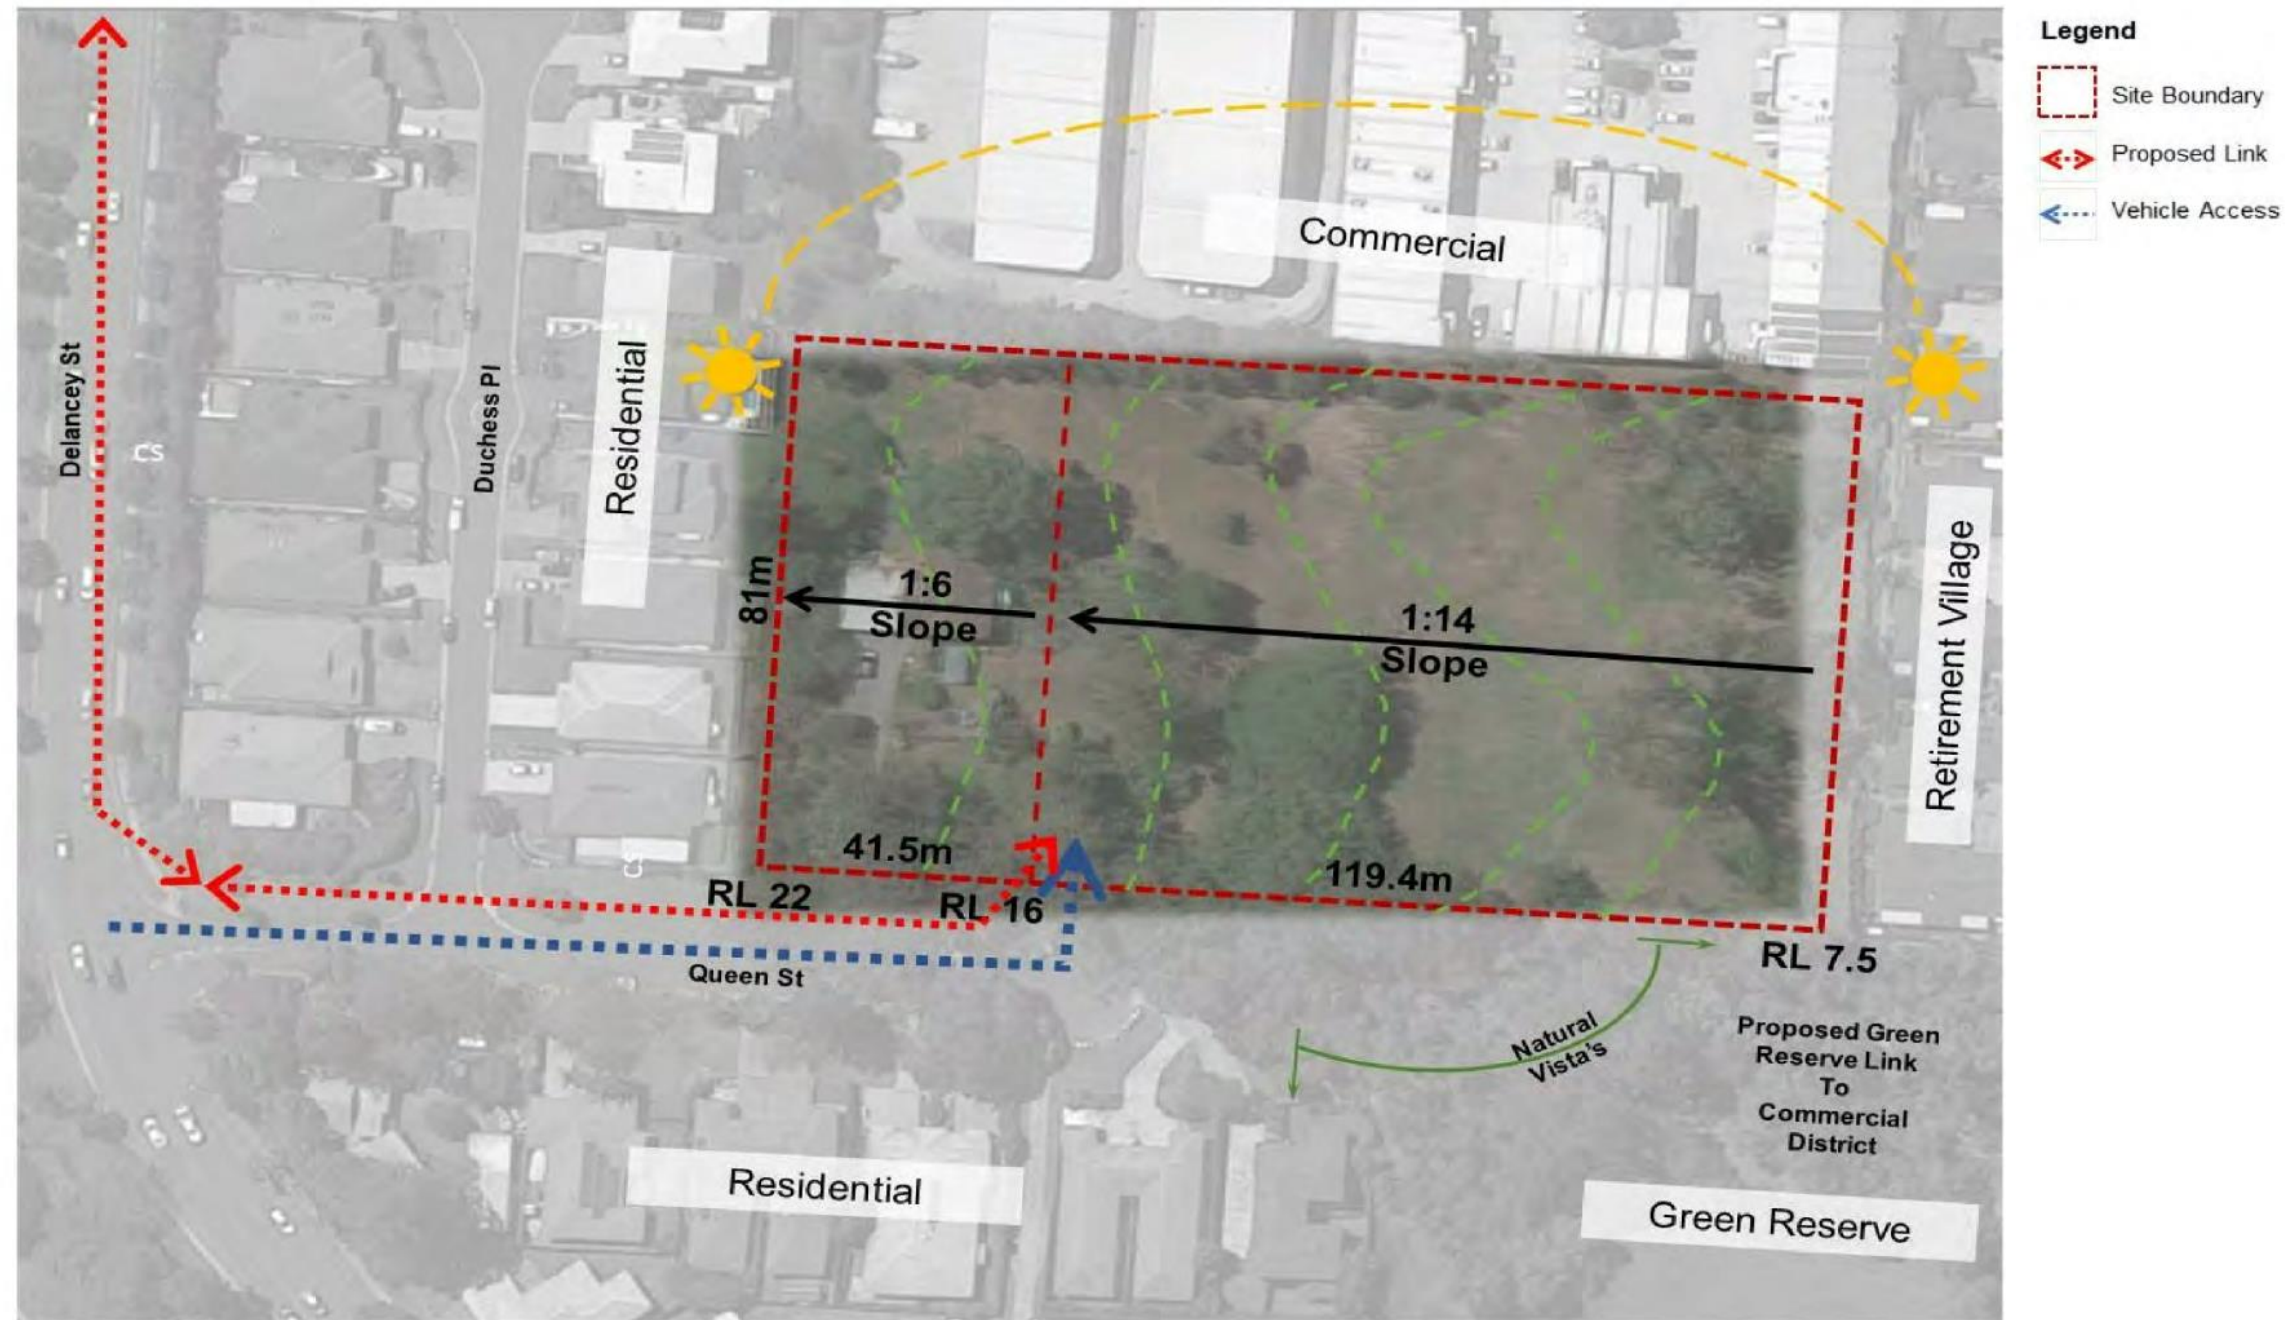 Legend
Site Boundary
Proposed Link
Vehicle Access
Commercial
Residential
Delancey St
Duchess Pl
CS
81m
1:6
Slope
1:14
Slope
Retirement Village
41.5m
119.4m
RL 22
RL 16
RL 7.5
CS
Queen St
Natural
Vista's
Proposed Green
Reserve Link
To
Commercial
District
Residential
Green Reserve